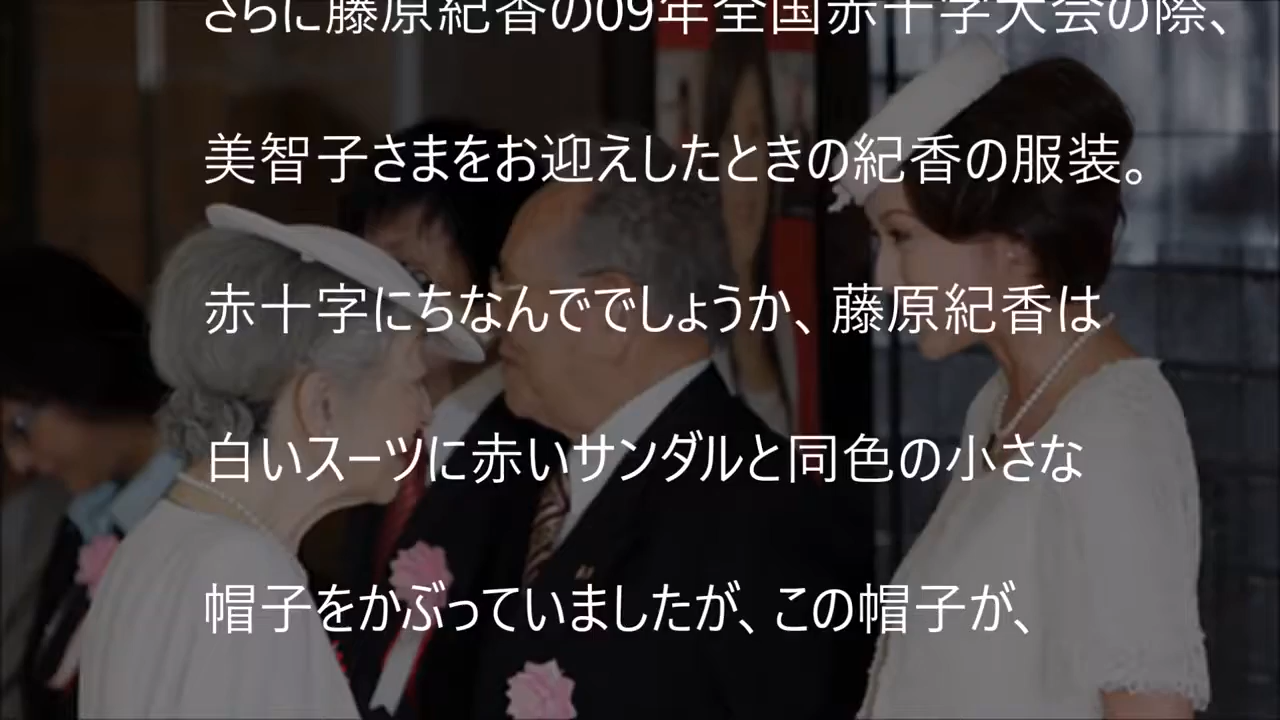 さらに藤原紀香の09年全国赤十字大会の際、
美智子さまをお迎えしたときの紀香の服装。
赤十字にちなんででしょうか、藤原紀香は
白いスーツに赤いサンダルと同色の小さな
帽子をかぶっていましたが、この帽子が、